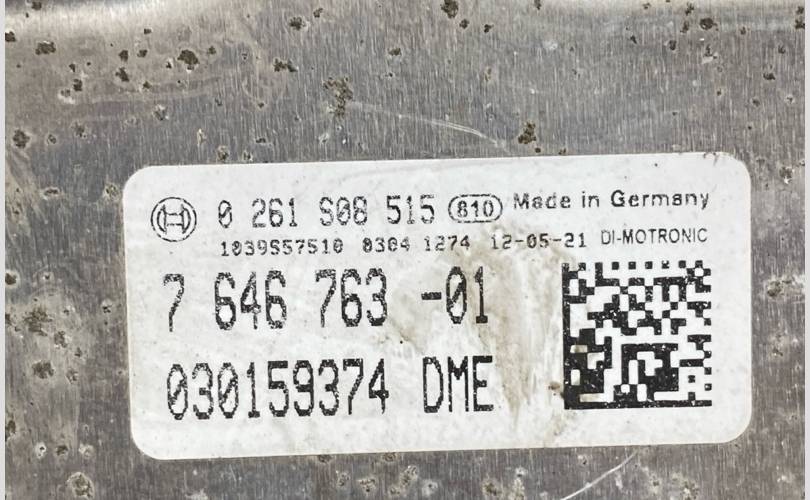 0 261 S08 515 810 Made in Germany
1039S57510 8304 1274 12-05-21 DI-MOTRONIC
7 646 763 -01
030159374 DME